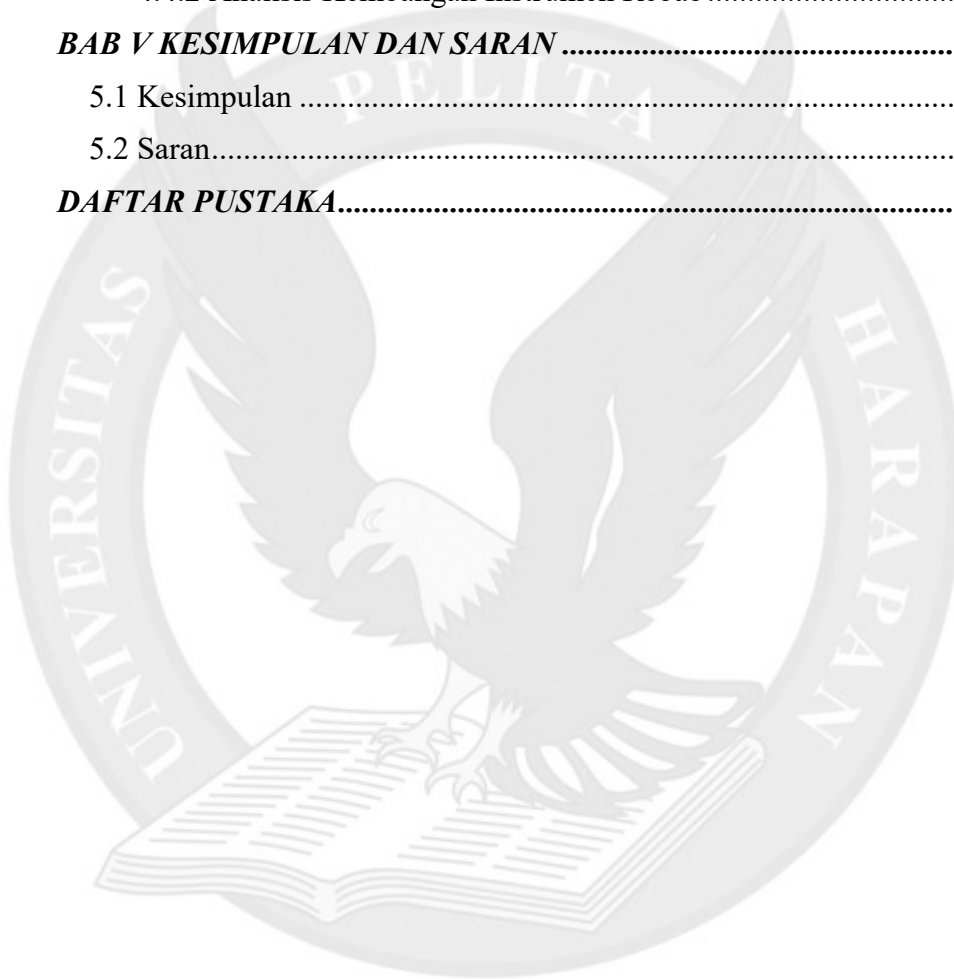 BAB V KESIMPULAN DAN SARAN ........................................................
5.1 Kesimpulan ........................................................................................
5.2 Saran....................................................................................................
DAFTAR PUSTAKA....................................................................................
UNIVERSITAS PELITA HARAPAN